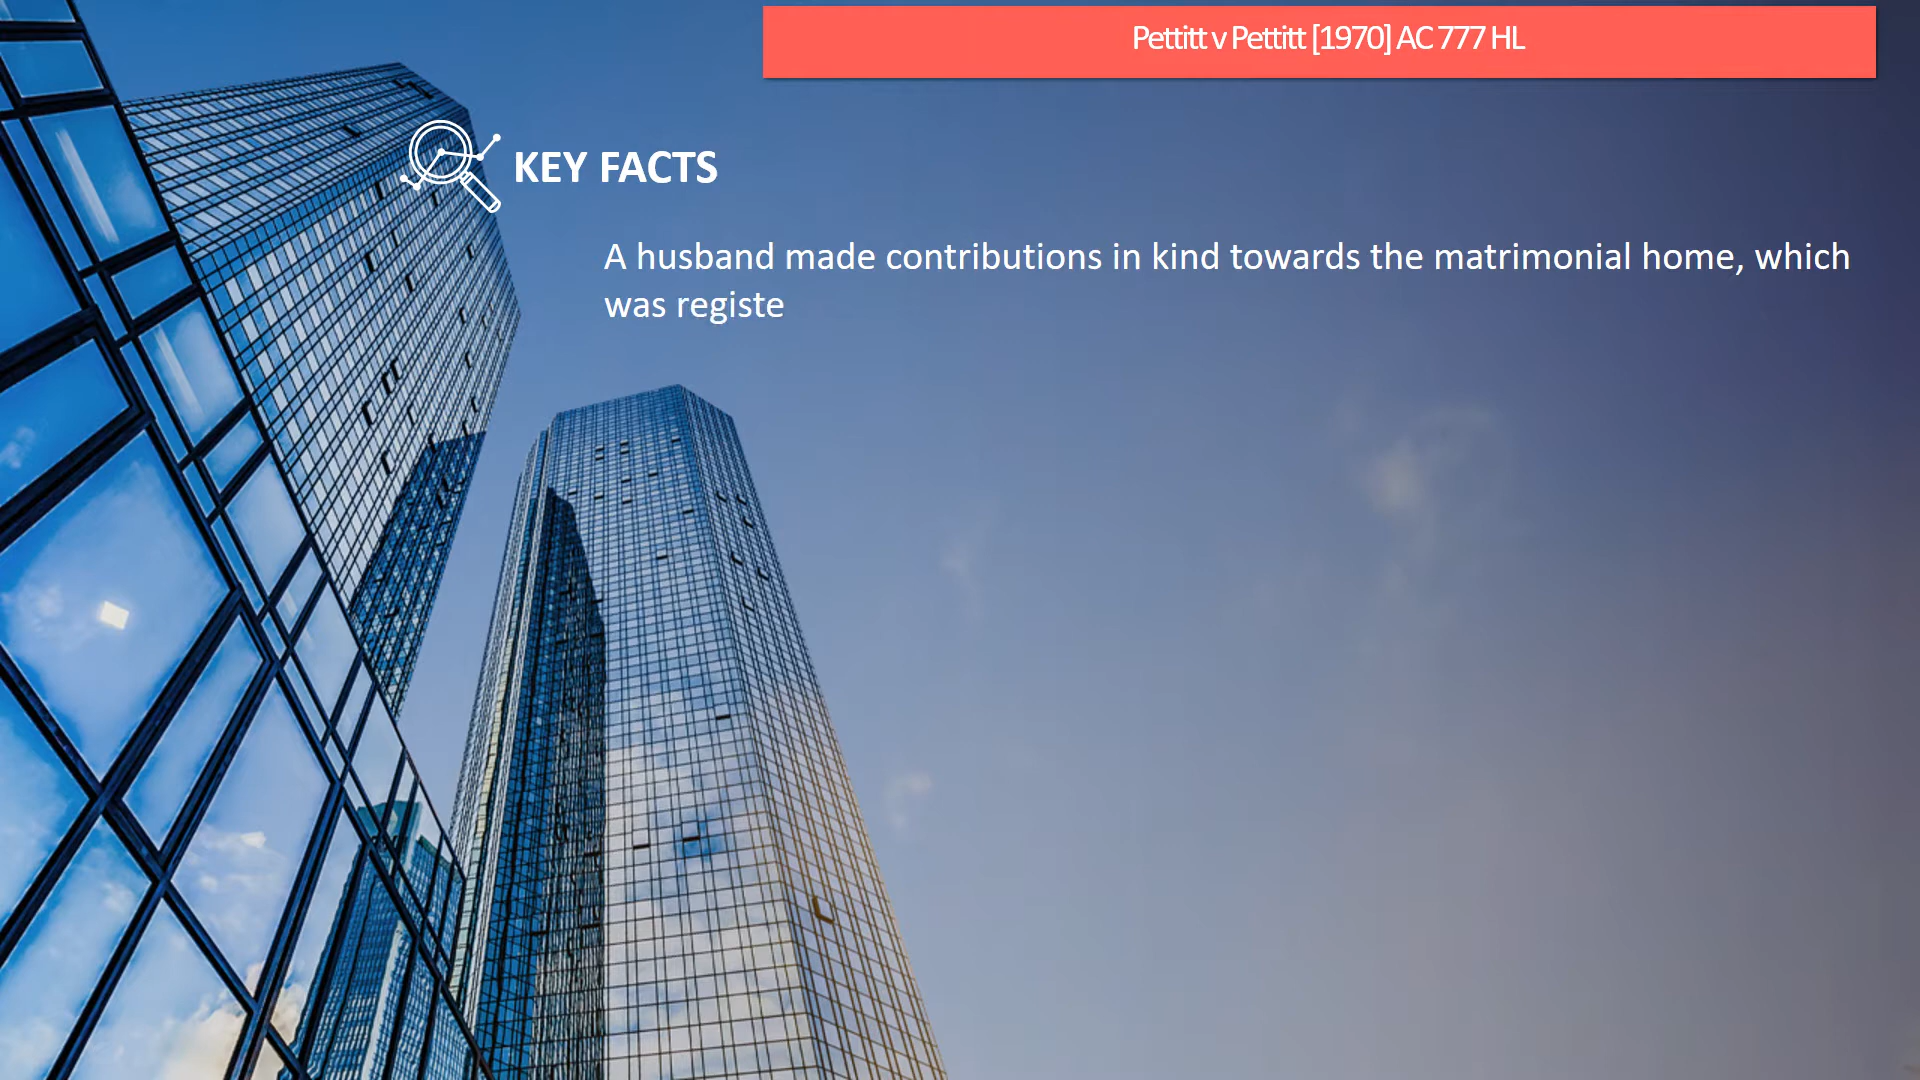 Pettitt v Pettitt [1970] AC 777 HL
KEY FACTS
A husband made contributions in kind towards the matrimonial home, which
was registe